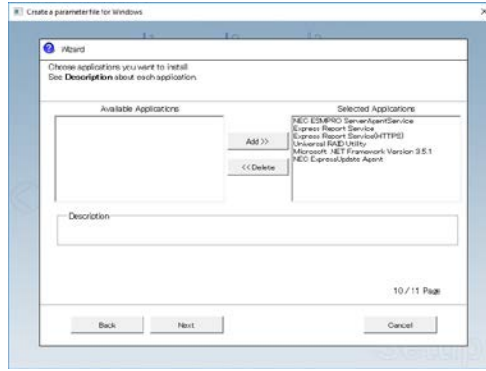 Create a parameter file for Windows
Wizard
Choose applications you want to install.
See Description about each application.
Available Applications
Selected Applications
NEC ESMPRO ServerAgentService
Express Report Service
Express Report Service(HTTPS)
Universal RAID Utility
Microsoft .NET Framework Version 3.5.1
NEC ExpressUpdate Agent
Add >>
<< Delete
Description
10 / 11 Page
Back
Next
Cancel